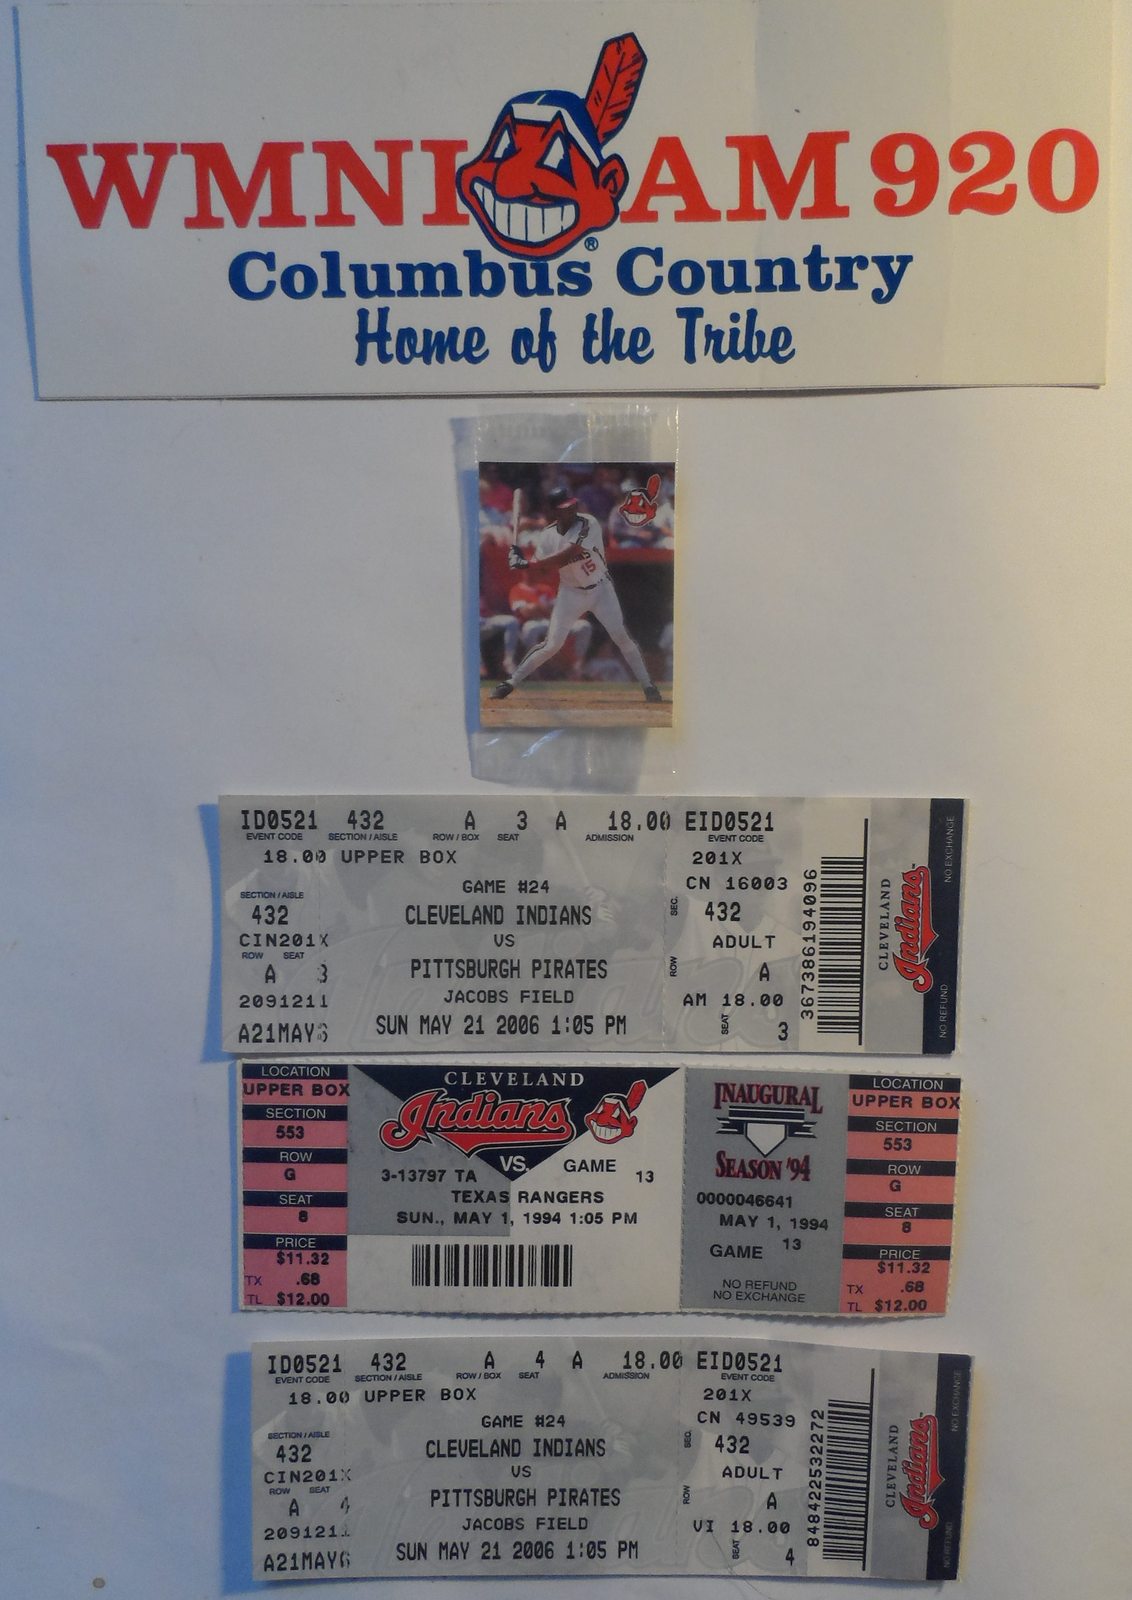 WMNI AM 920
®
Columbus Country
Home of the Tribe
15
ID0521 432 A 3 A 18.00 EID0521
EVENT CODE SECTION/AISLE ROW/BOX SEAT ADMISSION EVENT CODE
18.00 UPPER BOX 201X
CN 16003
GAME #24
SECTION/AISLE SEC.
432 CLEVELAND INDIANS 432
CIN201X VS ADULT
ROW SEAT ROW
A 3 PITTSBURGH PIRATES A
2091211 JACOBS FIELD AM 18.00
A21MAY6 SUN MAY 21 2006 1:05 PM SEAT 3
367386194096
CLEVELAND
Indians
NO REFUND NO EXCHANGE
LOCATION
UPPER BOX
SECTION
553
ROW
G
SEAT
8
PRICE
$11.32
TX .68
TL $12.00
CLEVELAND
Indians
VS. GAME 13
3-13797 TA
TEXAS RANGERS
SUN., MAY 1, 1994 1:05 PM
INAUGURAL
SEASON '94
0000046641
MAY 1, 1994
GAME 13
NO REFUND
NO EXCHANGE
LOCATION
UPPER BOX
SECTION
553
ROW
G
SEAT
8
PRICE
$11.32
TX .68
TL $12.00
ID0521 432 A 4 A 18.00 EID0521
EVENT CODE SECTION/AISLE ROW/BOX SEAT ADMISSION EVENT CODE
18.00 UPPER BOX 201X
CN 49539
GAME #24
SECTION/AISLE SEC.
432 CLEVELAND INDIANS 432
CIN201X VS ADULT
ROW SEAT ROW
A 4 PITTSBURGH PIRATES A
2091211 JACOBS FIELD VI 18.00
A21MAY6 SUN MAY 21 2006 1:05 PM SEAT 4
8484225532272
CLEVELAND
Indians
NO REFUND NO EXCHANGE